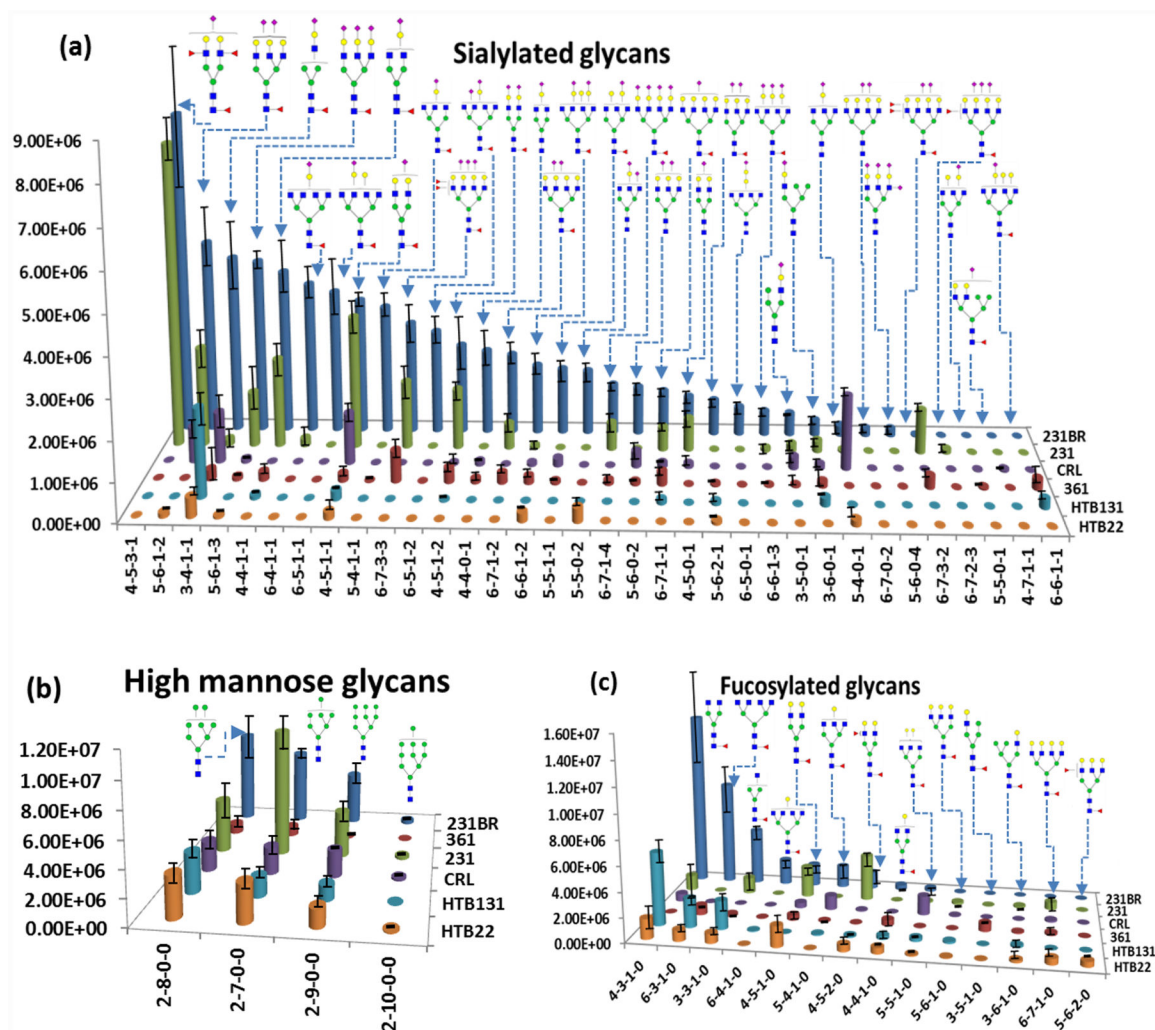 (a)
Sialylated glycans
9.00E+06
8.00E+06
7.00E+06
6.00E+06
5.00E+06
4.00E+06
3.00E+06
2.00E+06
1.00E+06
0.00E+00
231BR
231
CRL
361
HTB131
HTB22
4-5-3-1
5-6-1-2
3-4-1-1
5-6-1-3
4-4-1-1
6-4-1-1
6-5-1-1
4-5-1-1
5-4-1-1
6-7-3-3
6-5-1-2
4-5-1-2
4-4-0-1
6-7-1-2
6-6-1-2
5-5-1-1
5-5-0-2
6-7-1-4
5-6-0-2
6-7-1-1
4-5-0-1
5-6-2-1
6-5-0-1
6-6-1-3
3-5-0-1
3-6-0-1
5-4-0-1
6-7-0-2
5-6-0-4
6-7-3-2
6-7-2-3
5-5-0-1
4-7-1-1
6-6-1-1
(b)
High mannose glycans
1.20E+07
1.00E+07
8.00E+06
6.00E+06
4.00E+06
2.00E+06
0.00E+00
231BR
361
231
CRL
HTB131
HTB22
2-8-0-0
2-7-0-0
2-9-0-0
2-10-0-0
(c)
Fucosylated glycans
1.60E+07
1.40E+07
1.20E+07
1.00E+07
8.00E+06
6.00E+06
4.00E+06
2.00E+06
0.00E+00
231BR
231
CRL
361
HTB131
HTB22
4-3-1-0
6-3-1-0
3-3-1-0
6-4-1-0
4-5-1-0
5-4-1-0
4-5-2-0
4-4-1-0
5-5-1-0
5-6-1-0
3-5-1-0
3-6-1-0
6-7-1-0
5-6-2-0